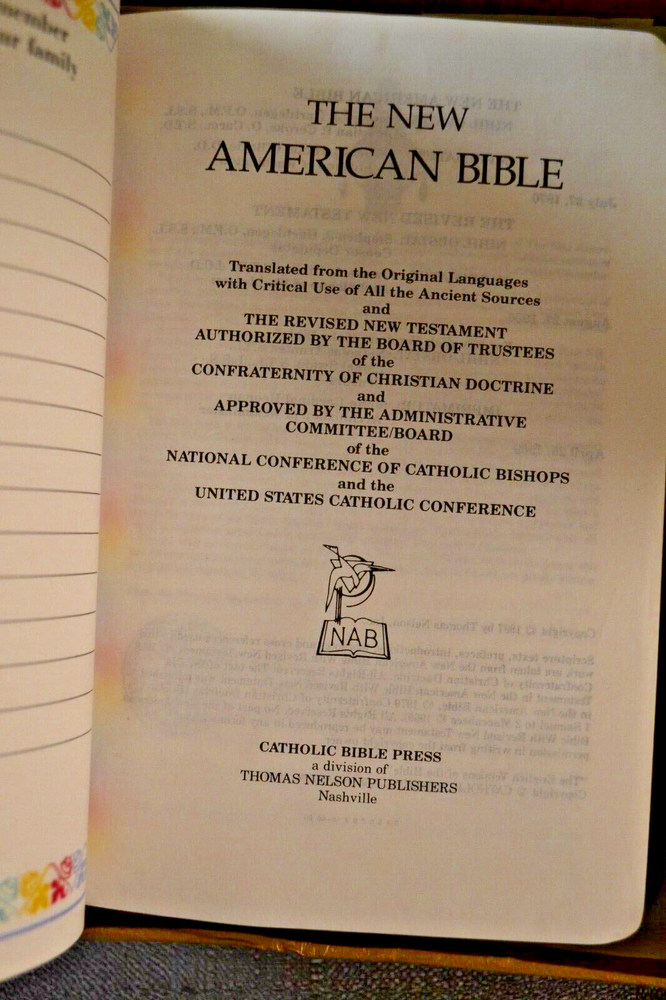 member
ur family
THE NEW
AMERICAN BIBLE
Translated from the Original Languages
with Critical Use of All the Ancient Sources
and
THE REVISED NEW TESTAMENT
AUTHORIZED BY THE BOARD OF TRUSTEES
of the
CONFRATERNITY OF CHRISTIAN DOCTRINE
and
APPROVED BY THE ADMINISTRATIVE
COMMITTEE/BOARD
of the
NATIONAL CONFERENCE OF CATHOLIC BISHOPS
and the
UNITED STATES CATHOLIC CONFERENCE
NAB
CATHOLIC BIBLE PRESS
a division of
THOMAS NELSON PUBLISHERS
Nashville